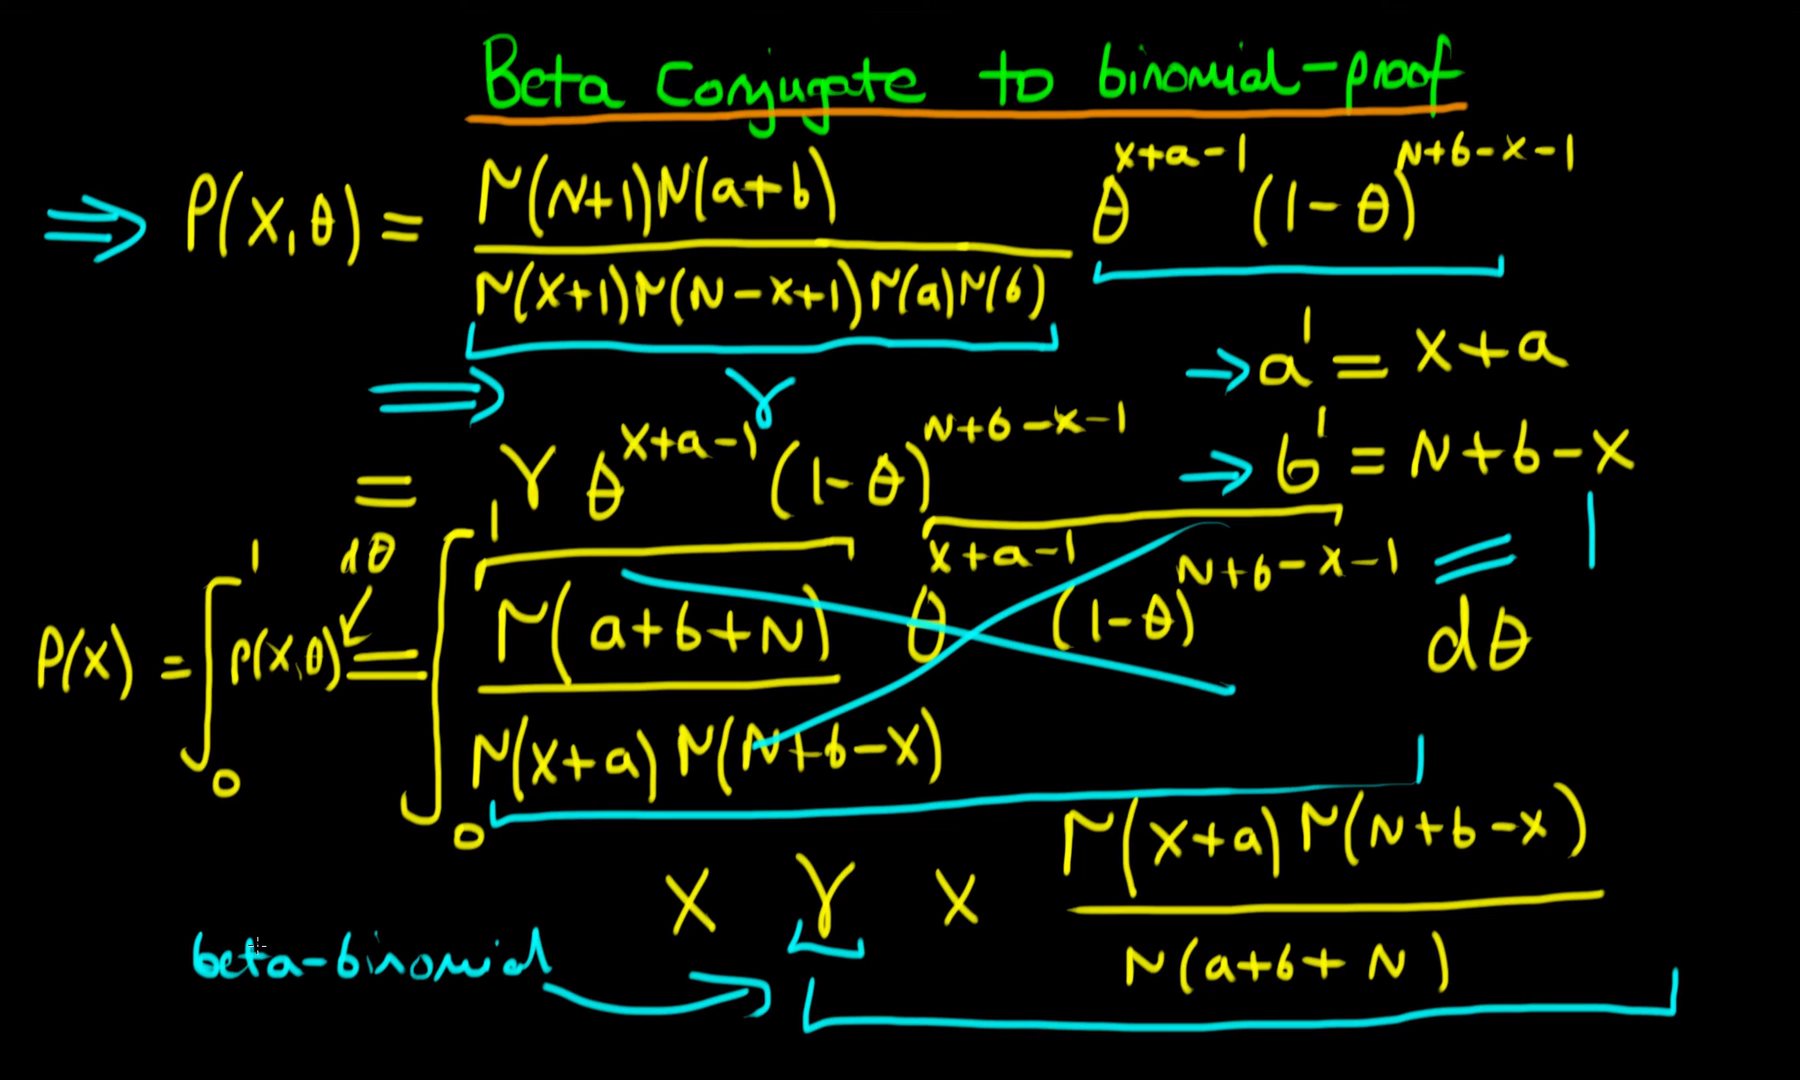 Beta Conjugate to binomial-proof
⇒ P(X,θ) = Γ(N+1)Γ(a+b) / Γ(X+1)Γ(N-X+1)Γ(a)Γ(b) θ^(X+a-1) (1-θ)^(N+b-X-1)
γ
→ a' = X+a
⇒
= γ θ^(X+a-1) (1-θ)^(N+b-X-1)
→ b' = N+b-X
P(X) = ∫₀¹ P(X,θ) dθ = ∫₀¹ Γ(a+b+N) / Γ(X+a) Γ(N+b-X) θ^(X+a-1) (1-θ)^(N+b-X-1) dθ
= 1
× γ × Γ(X+a) Γ(N+b-X) / Γ(a+b+N)
beta-binomial